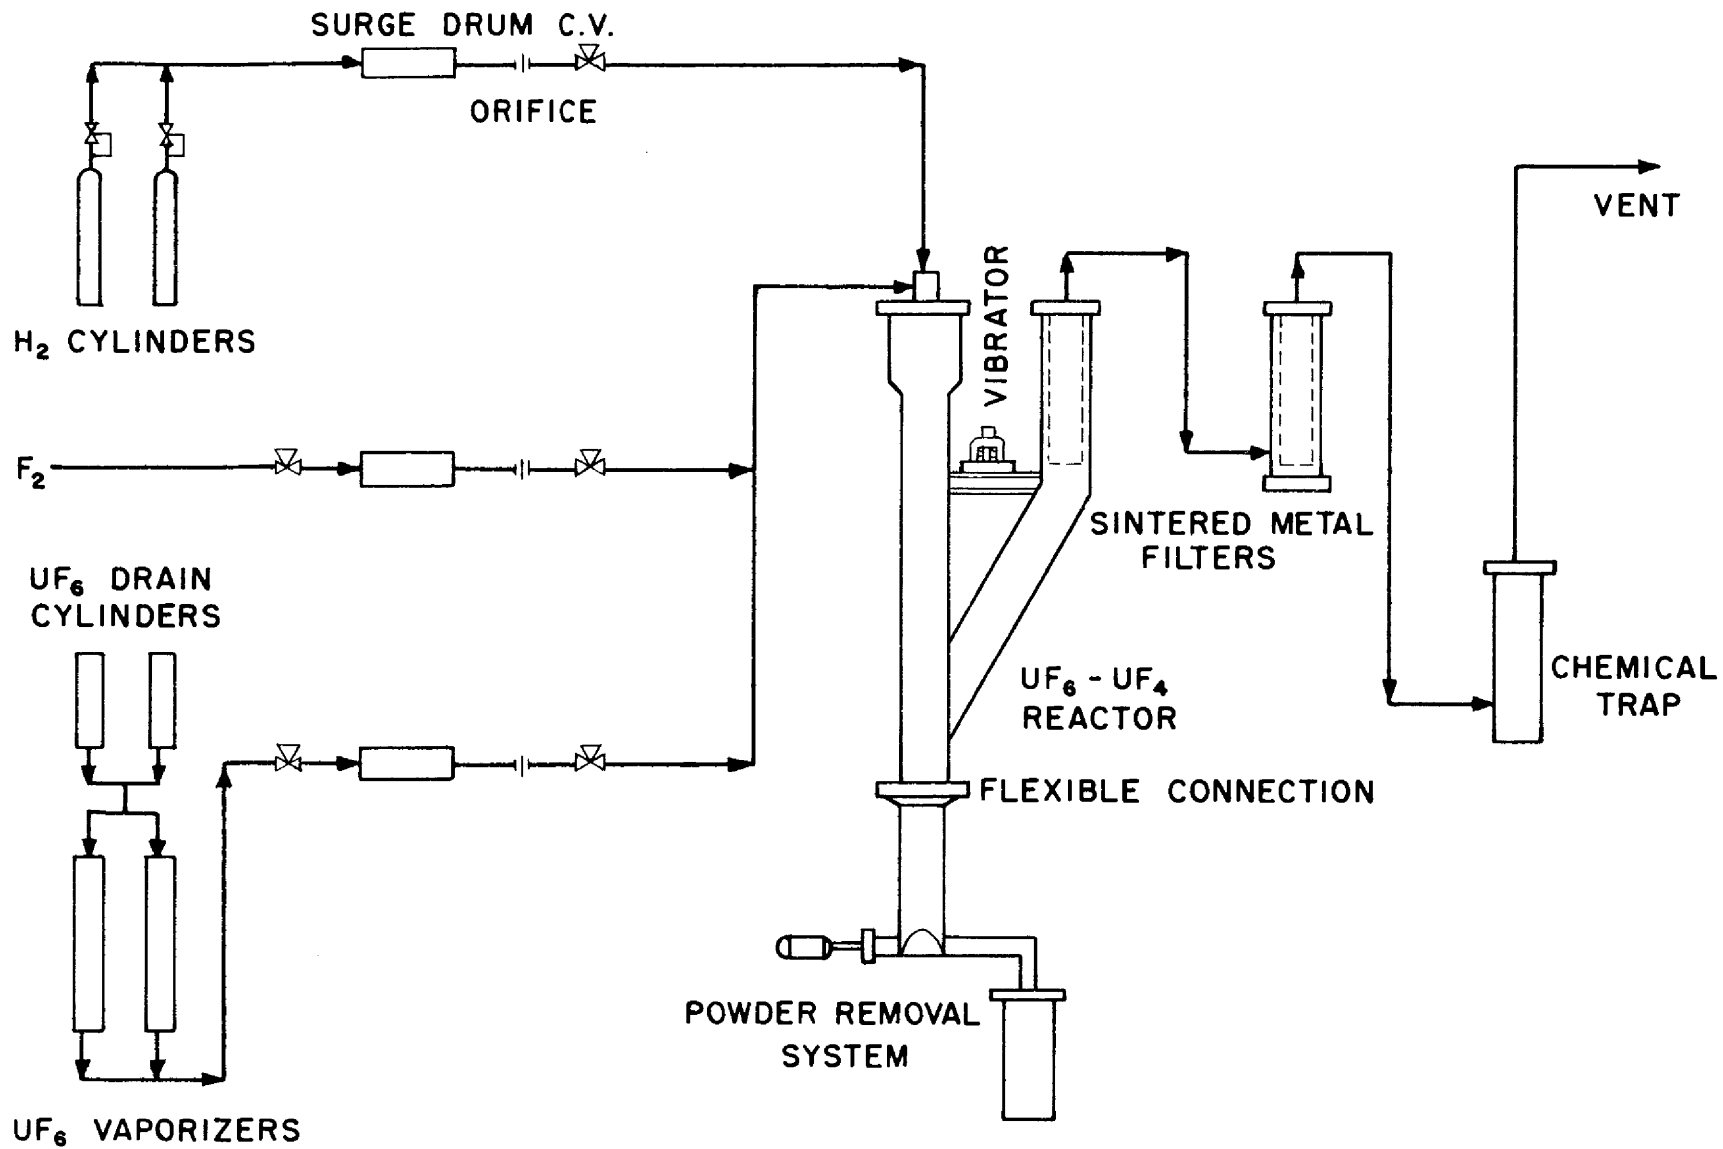 SURGE DRUM C.V.
ORIFICE
VENT
VIBRATOR
H₂ CYLINDERS
F₂
SINTERED METAL
FILTERS
UF₆ DRAIN
CYLINDERS
UF₆ - UF₄
REACTOR
CHEMICAL
TRAP
FLEXIBLE CONNECTION
POWDER REMOVAL
SYSTEM
UF₆ VAPORIZERS